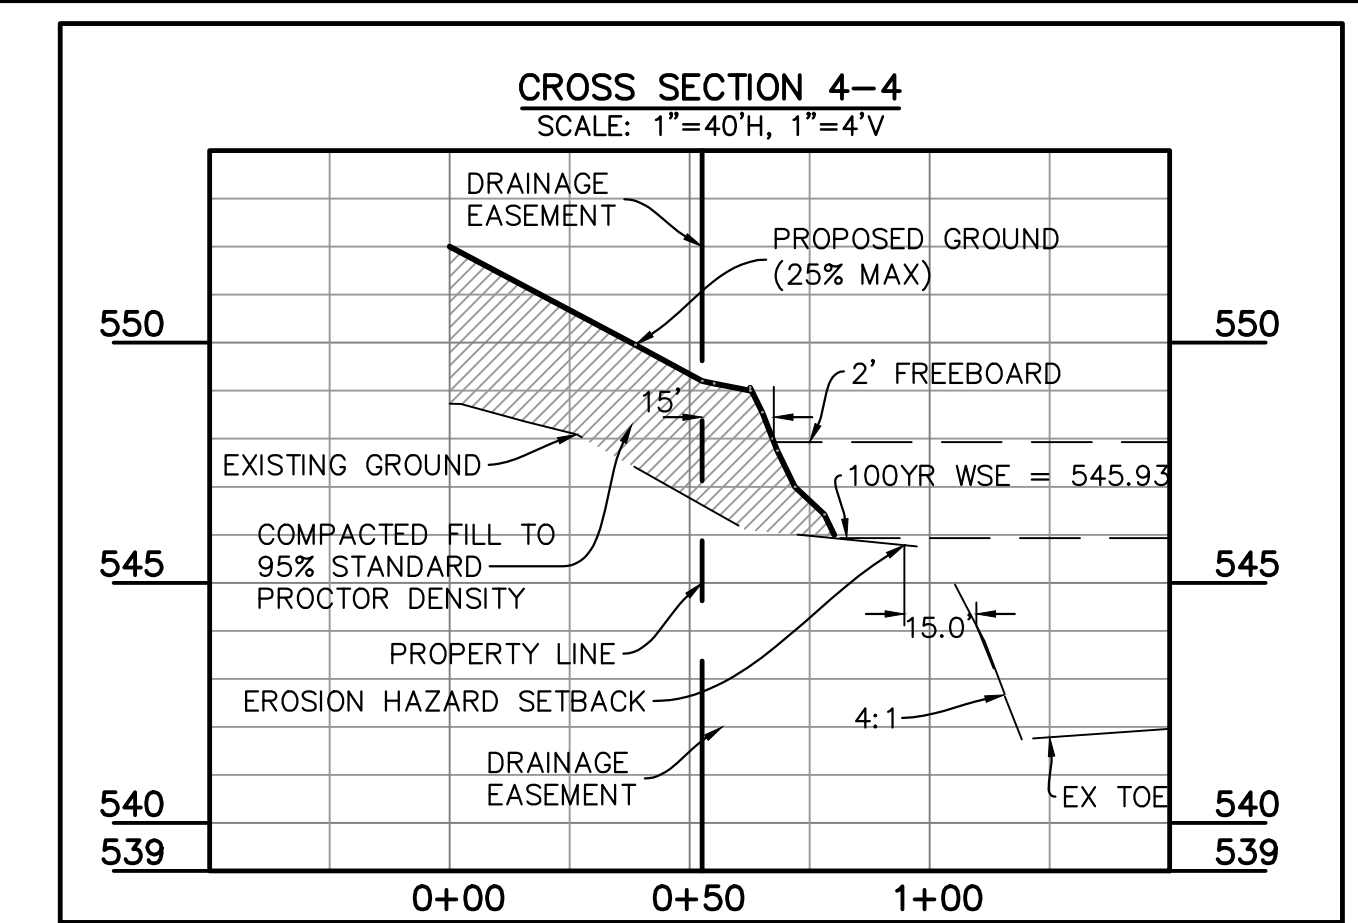 CROSS SECTION 4-4
SCALE: 1"=40'H, 1"=4'V
DRAINAGE
EASEMENT
PROPOSED GROUND
(25% MAX)
550
550
2' FREEBOARD
15'
EXISTING GROUND
100YR WSE = 545.93
COMPACTED FILL TO
95% STANDARD
PROCTOR DENSITY
545
545
15.0'
PROPERTY LINE
EROSION HAZARD SETBACK
4:1
DRAINAGE
EASEMENT
EX TOE
540
540
539
539
0+00
0+50
1+00